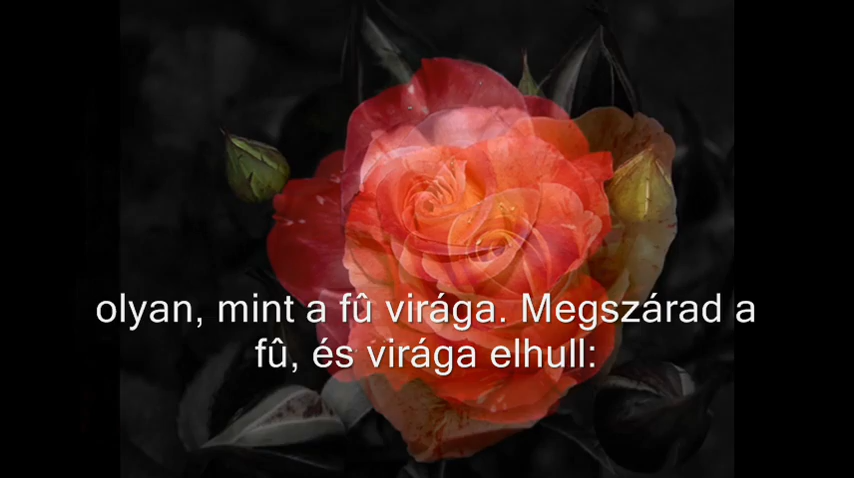 olyan, mint a fû virága. Megszárad a
fû, és virága elhull: